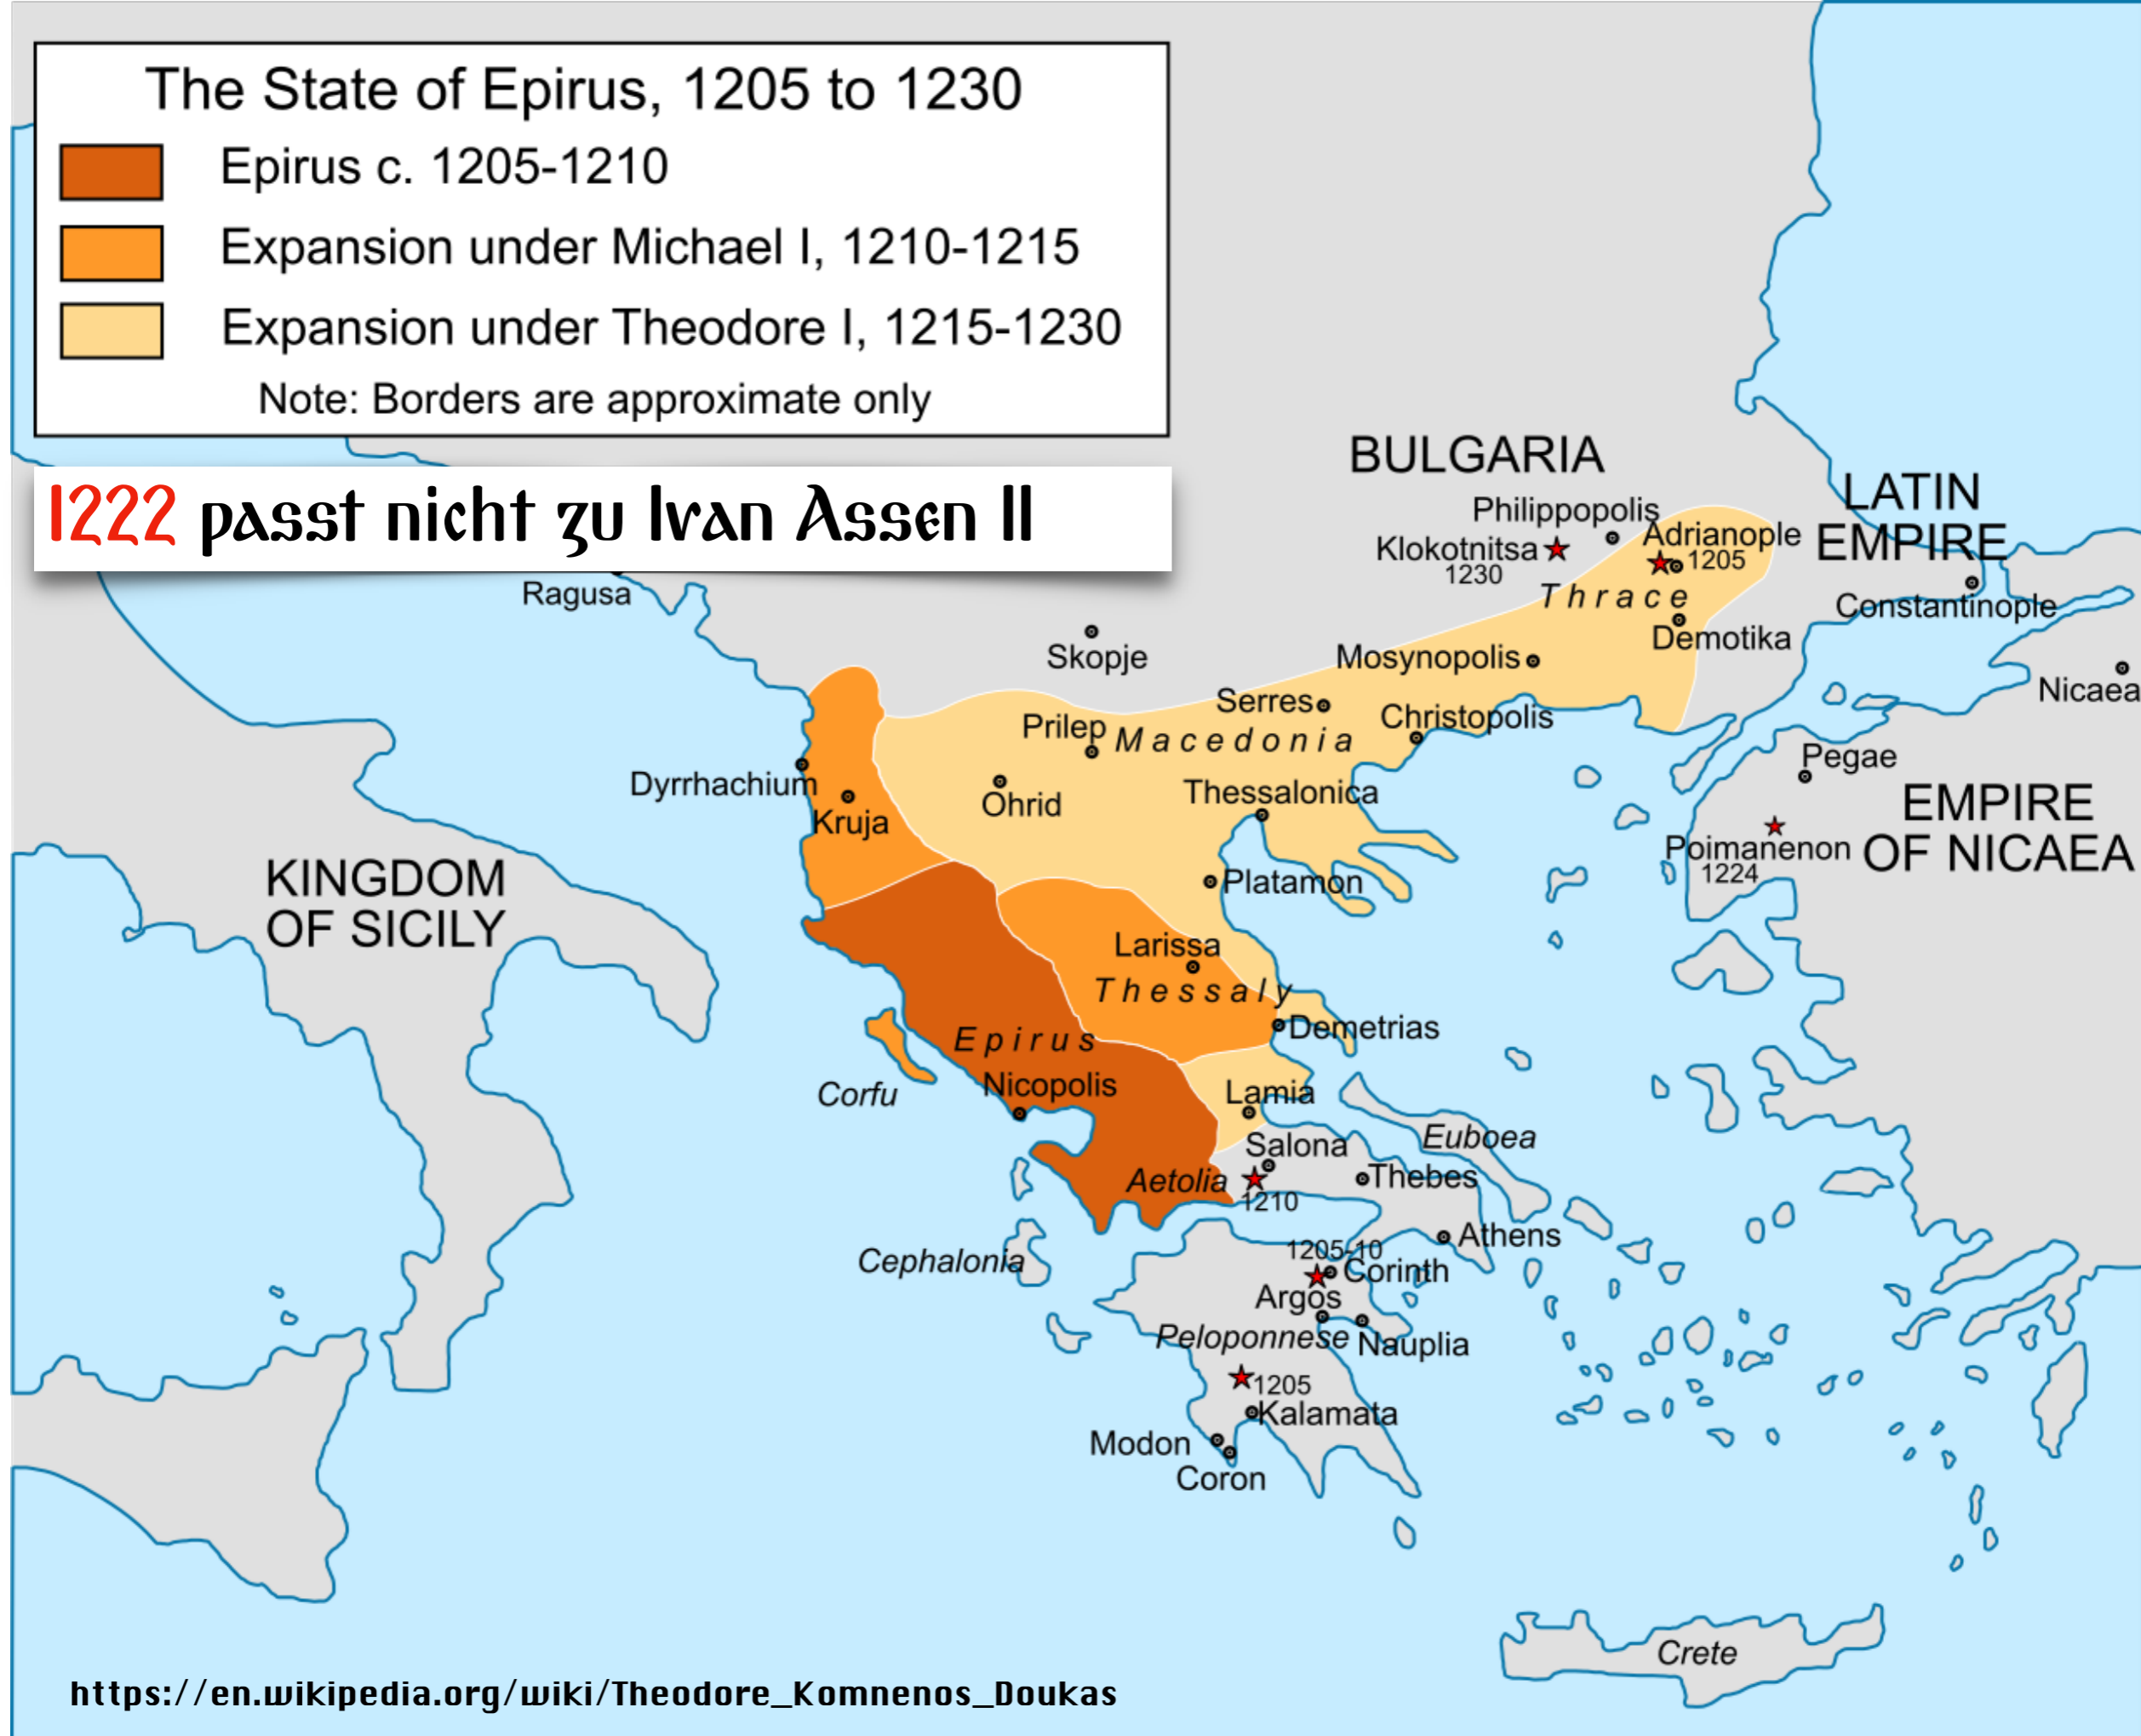 The State of Epirus, 1205 to 1230
Epirus c. 1205-1210
Expansion under Michael I, 1210-1215
Expansion under Theodore I, 1215-1230
Note: Borders are approximate only
1222 passt nicht zu Ivan Assen II
BULGARIA
Philippopolis
LATIN
EMPIRE
Klokotnitsa
1230
Adrianople
1205
Thrace
Constantinople
Ragusa
Demotika
Skopje
Mosynopolis
Nicaea
Serres
Christopolis
Prilep
Macedonia
Pegae
Dyrrhachium
Kruja
Ohrid
Thessalonica
EMPIRE
OF NICAEA
Poimanenon
1224
KINGDOM
OF SICILY
Platamon
Larissa
Thessaly
Demetrias
Epirus
Nicopolis
Corfu
Lamia
Euboea
Salona
Aetolia
1210
Thebes
Athens
Cephalonia
1205-10
Corinth
Argos
Peloponnese
Nauplia
1205
Kalamata
Modon
Coron
Crete
https://en.wikipedia.org/wiki/Theodore_Komnenos_Doukas